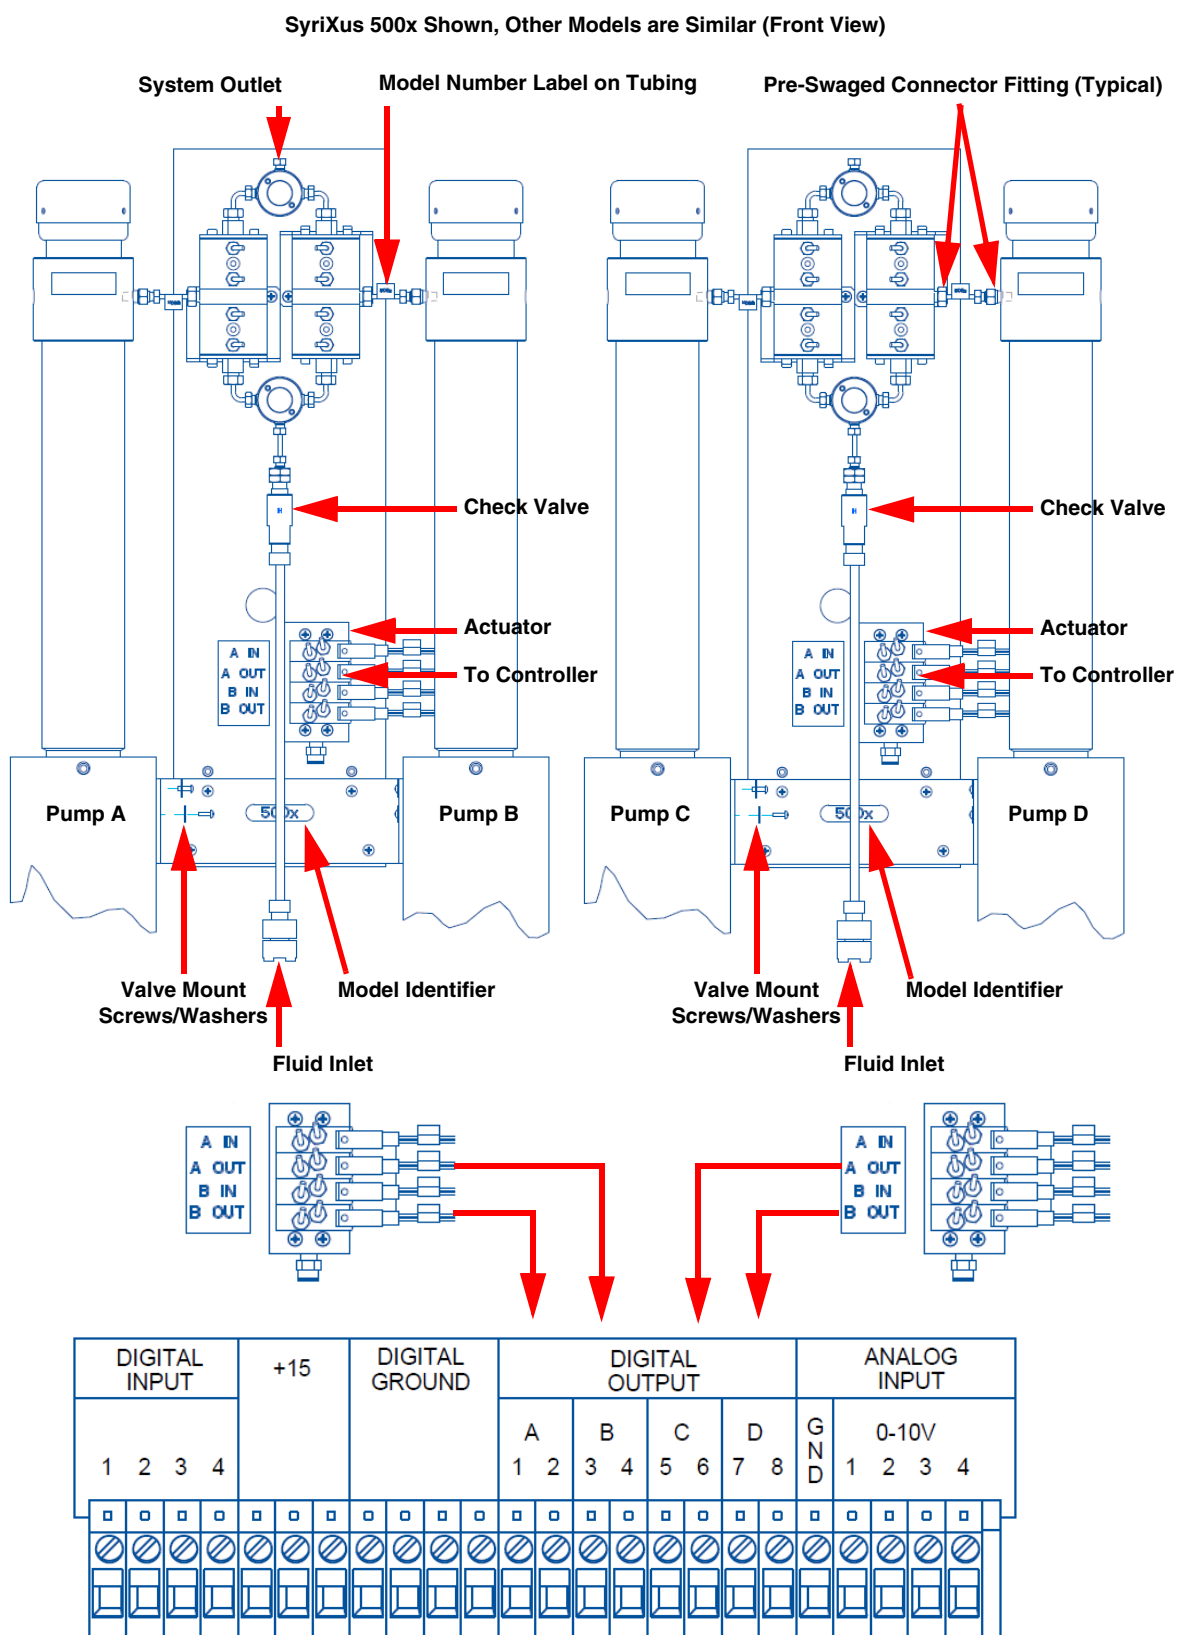 SyriXus 500x Shown, Other Models are Similar (Front View)
System Outlet
Model Number Label on Tubing
Pre-Swaged Connector Fitting (Typical)
Check Valve
Check Valve
Actuator
Actuator
A IN
A OUT
B IN
B OUT
To Controller
A IN
A OUT
B IN
B OUT
To Controller
Pump A
500x
Pump B
Pump C
500x
Pump D
Valve Mount
Screws/Washers
Model Identifier
Valve Mount
Screws/Washers
Model Identifier
Fluid Inlet
Fluid Inlet
A IN
A OUT
B IN
B OUT
A IN
A OUT
B IN
B OUT
DIGITAL
INPUT
+15
DIGITAL
GROUND
DIGITAL
OUTPUT
ANALOG
INPUT
A B C D
GND
0-10V
1 2 3 4
1 2 3 4 5 6 7 8
1 2 3 4